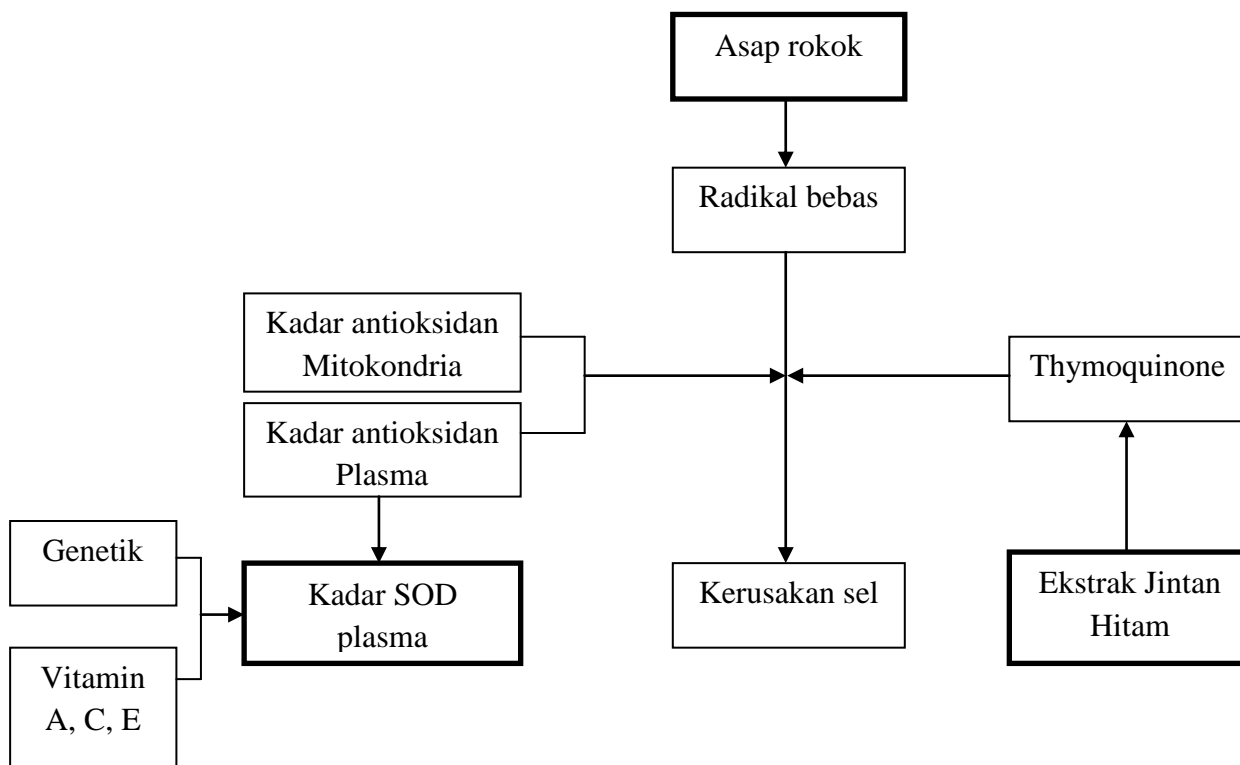 Asap rokok
Radikal bebas
Kadar antioksidan
Mitokondria
Thymoquinone
Kadar antioksidan
Plasma
Genetik
Kadar SOD
plasma
Kerusakan sel
Ekstrak Jintan
Hitam
Vitamin
A, C, E